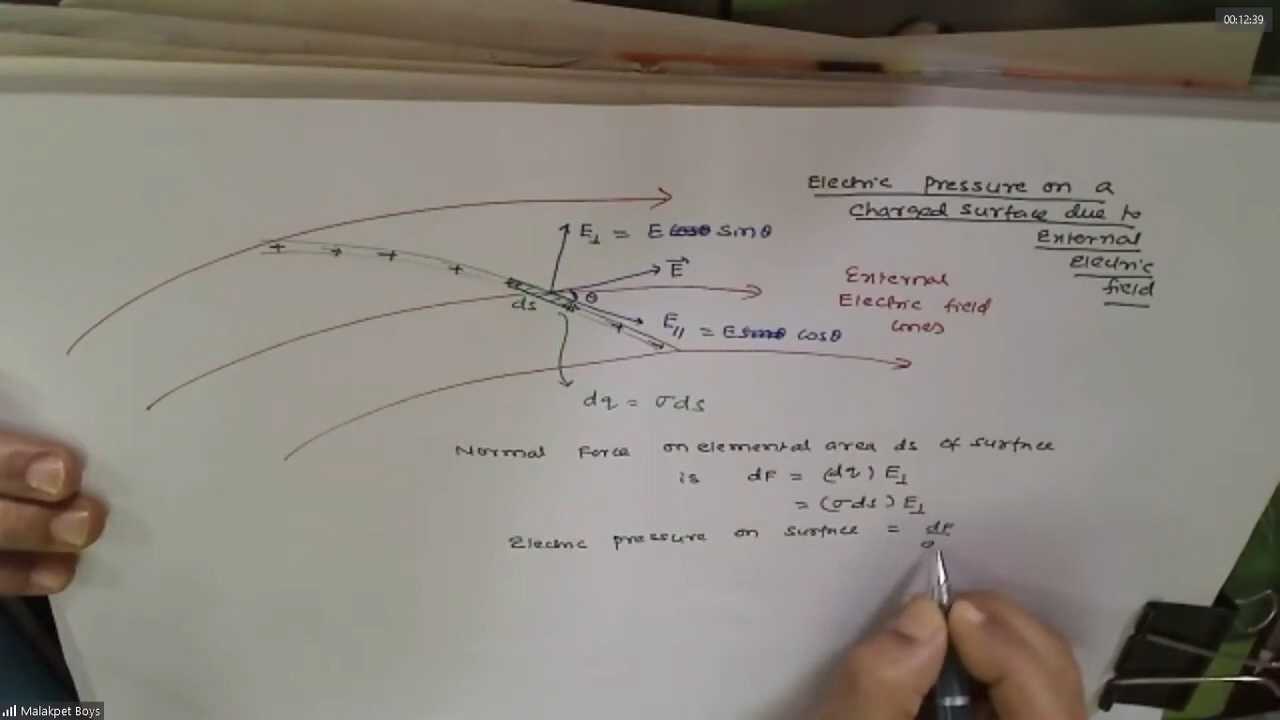 00:12:39
Electric Pressure on a
Charged Surface due to
External
Electric
field
E⊥ = E cosθ sinθ
E⃗
θ
ds
E// = E sinθ cosθ
External
Electric field
Lines
dq = σds
Normal Force on elemental area ds of surface
is dF = (dq) E⊥
= (σds) E⊥
Electric pressure on surface = dF
Malakpet Boys